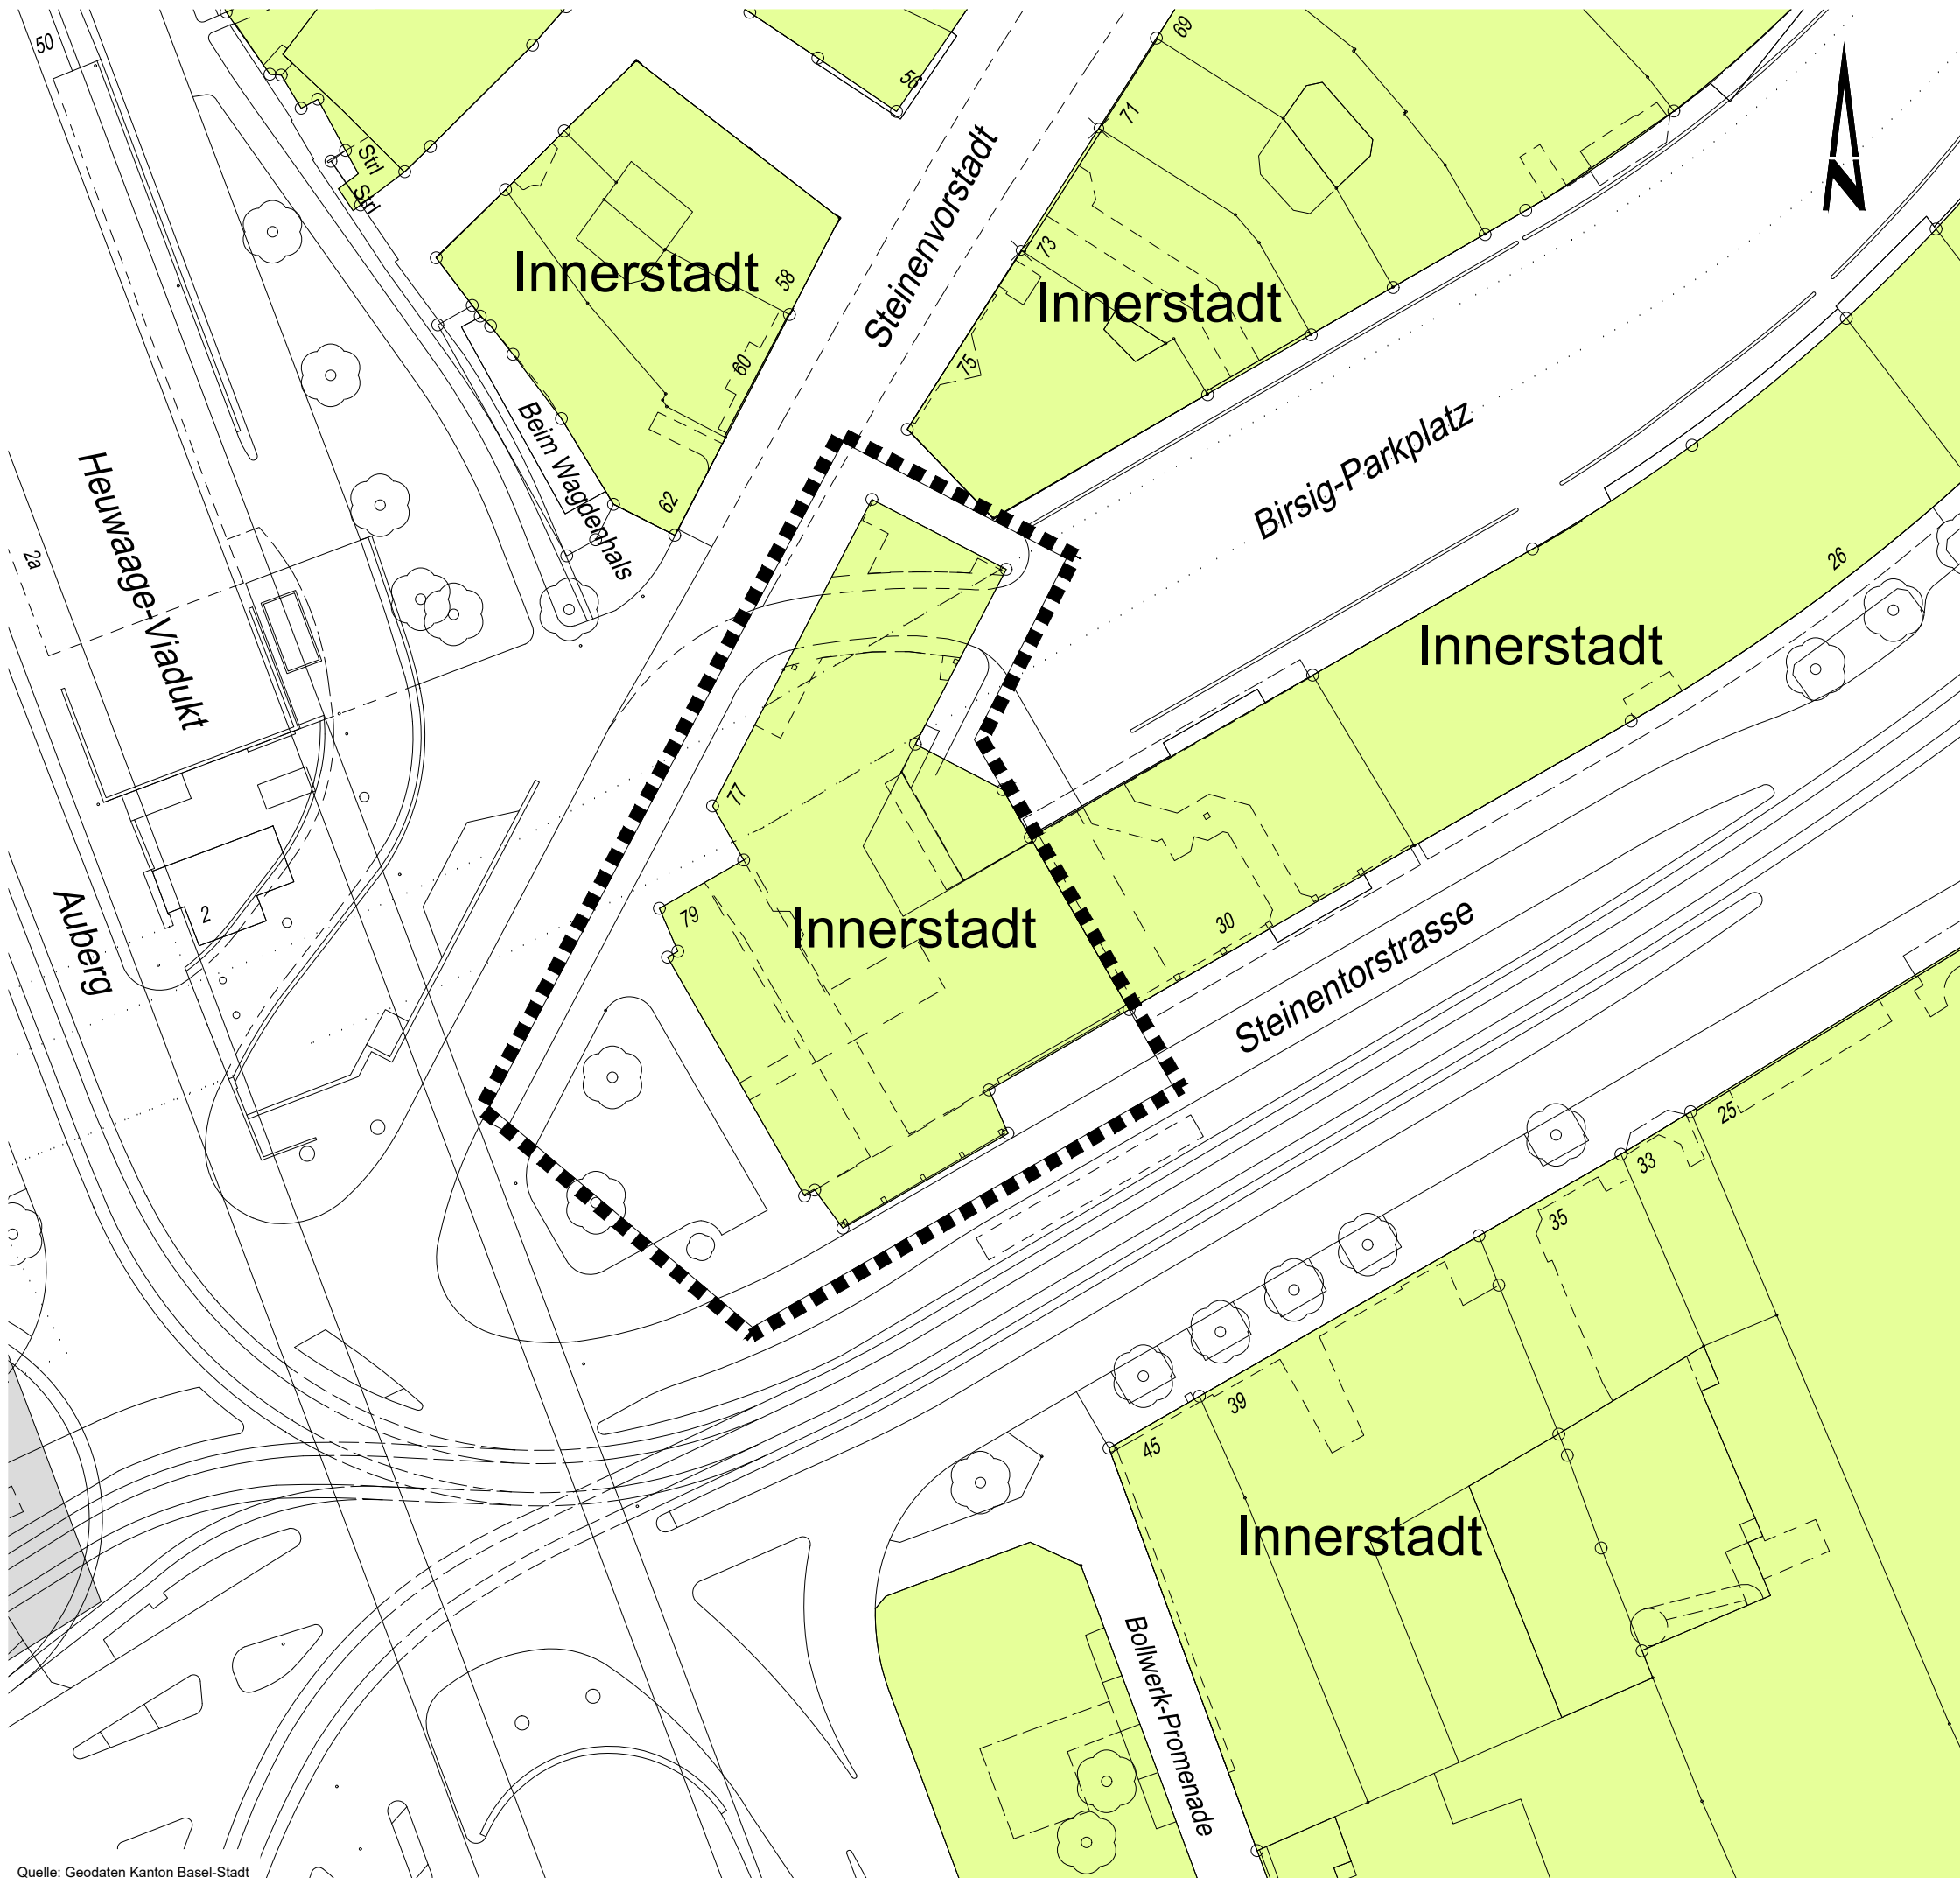 50
69
56
71
N
Strl
Strl
Steinenvorstadt
73
Innerstadt
58
Innerstadt
75
60
Beim Wagdenhals
Birsig-Parkplatz
Heuwaage-Viadukt
62
2a
26
Innerstadt
77
79
Innerstadt
2
Auberg
30
Steinentorstrasse
25
33
35
39
45
Innerstadt
Bollwerk-Promenade
Quelle: Geodaten Kanton Basel-Stadt